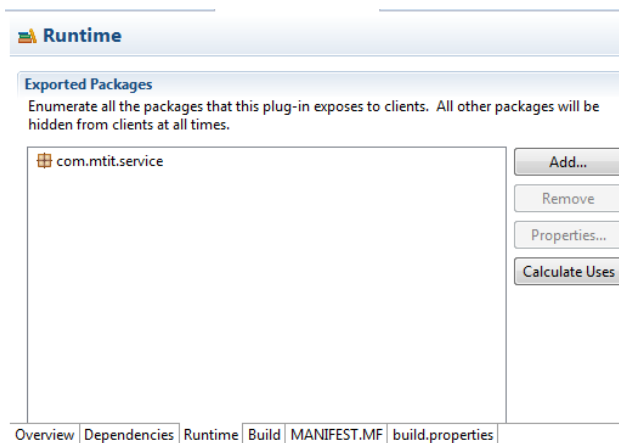 Runtime
Exported Packages
Enumerate all the packages that this plug-in exposes to clients. All other packages will be
hidden from clients at all times.
com.mtit.service
Add...
Remove
Properties...
Calculate Uses
Overview Dependencies Runtime Build MANIFEST.MF build.properties